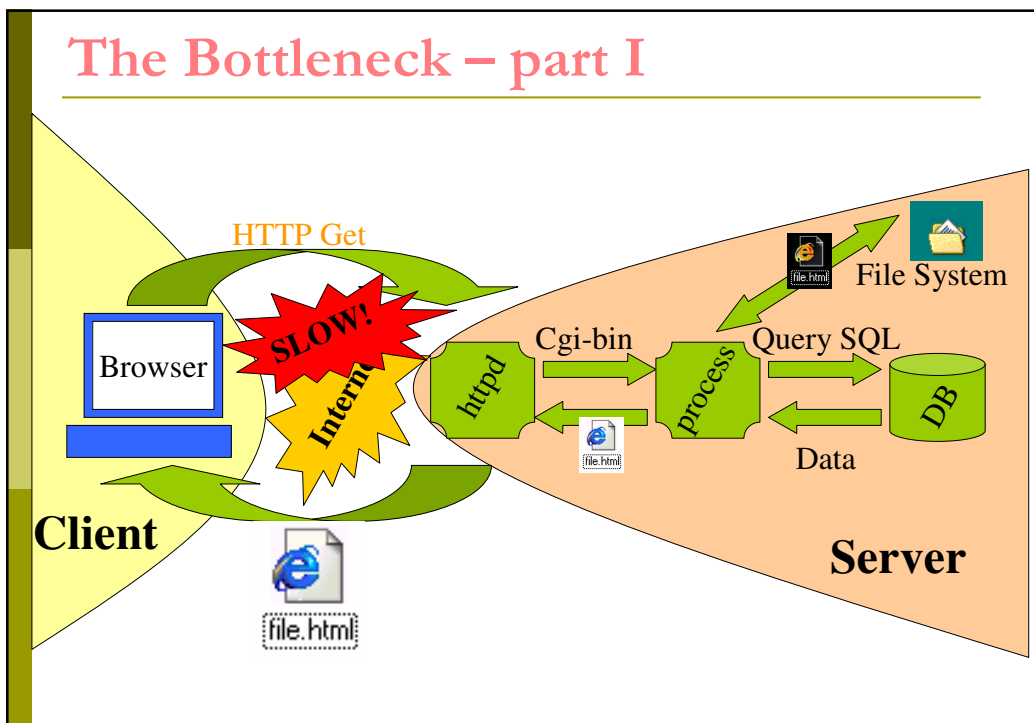 The Bottleneck – part I
HTTP Get
file.html
File System
SLOW!
Browser
httpd
Cgi-bin
process
Query SQL
DB
file.html
Data
Client
Server
file.html